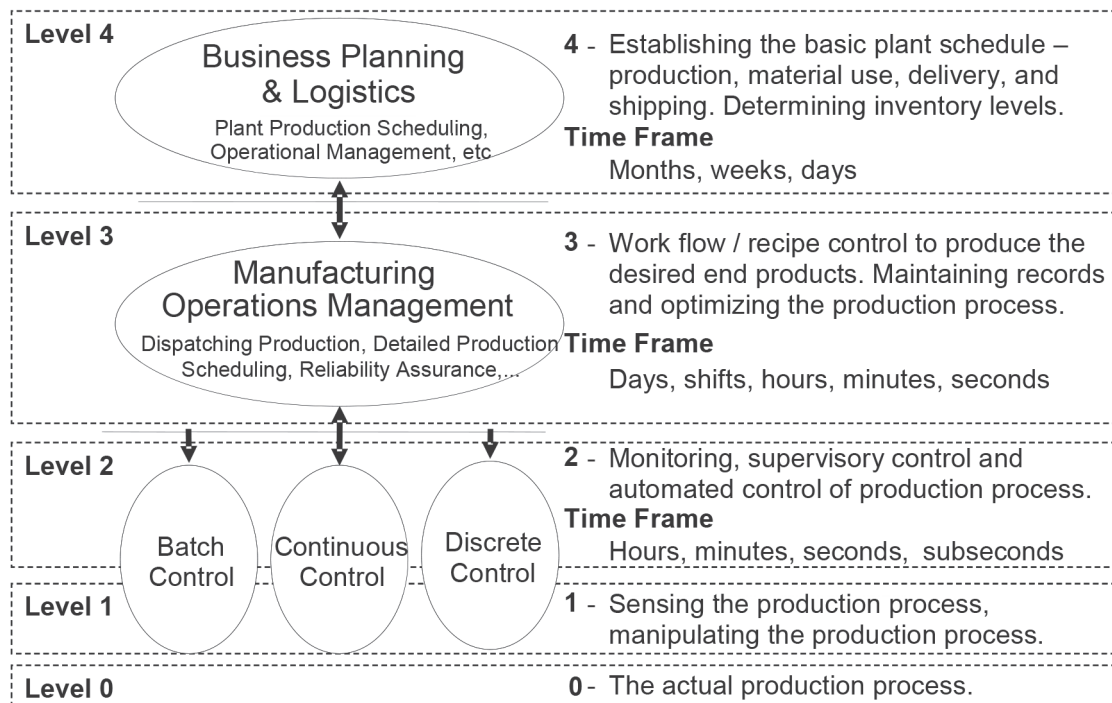 Level 4
Business Planning
& Logistics
Plant Production Scheduling,
Operational Management, etc
4 - Establishing the basic plant schedule –
production, material use, delivery, and
shipping. Determining inventory levels.
Time Frame
Months, weeks, days
Level 3
Manufacturing
Operations Management
Dispatching Production, Detailed Production
Scheduling, Reliability Assurance,...
3 - Work flow / recipe control to produce the
desired end products. Maintaining records
and optimizing the production process.
Time Frame
Days, shifts, hours, minutes, seconds
Level 2
Batch
Control
Continuous
Control
Discrete
Control
2 - Monitoring, supervisory control and
automated control of production process.
Time Frame
Hours, minutes, seconds, subseconds
Level 1
1 - Sensing the production process,
manipulating the production process.
Level 0
0 - The actual production process.